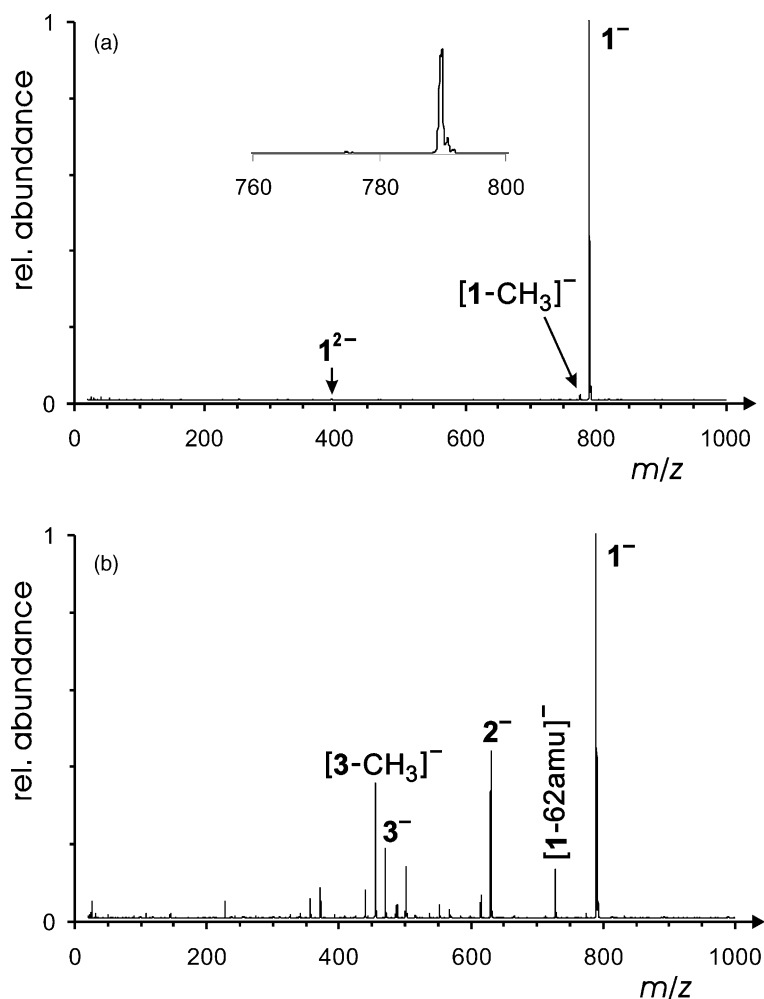 1
(a)
1⁻
rel. abundance
760 780 800
[1-CH₃]⁻
1²⁻
0
0 200 400 600 800 1000
m/z
1
(b)
1⁻
rel. abundance
2⁻
[1-62amu]⁻
[3-CH₃]⁻
3⁻
0
0 200 400 600 800 1000
m/z